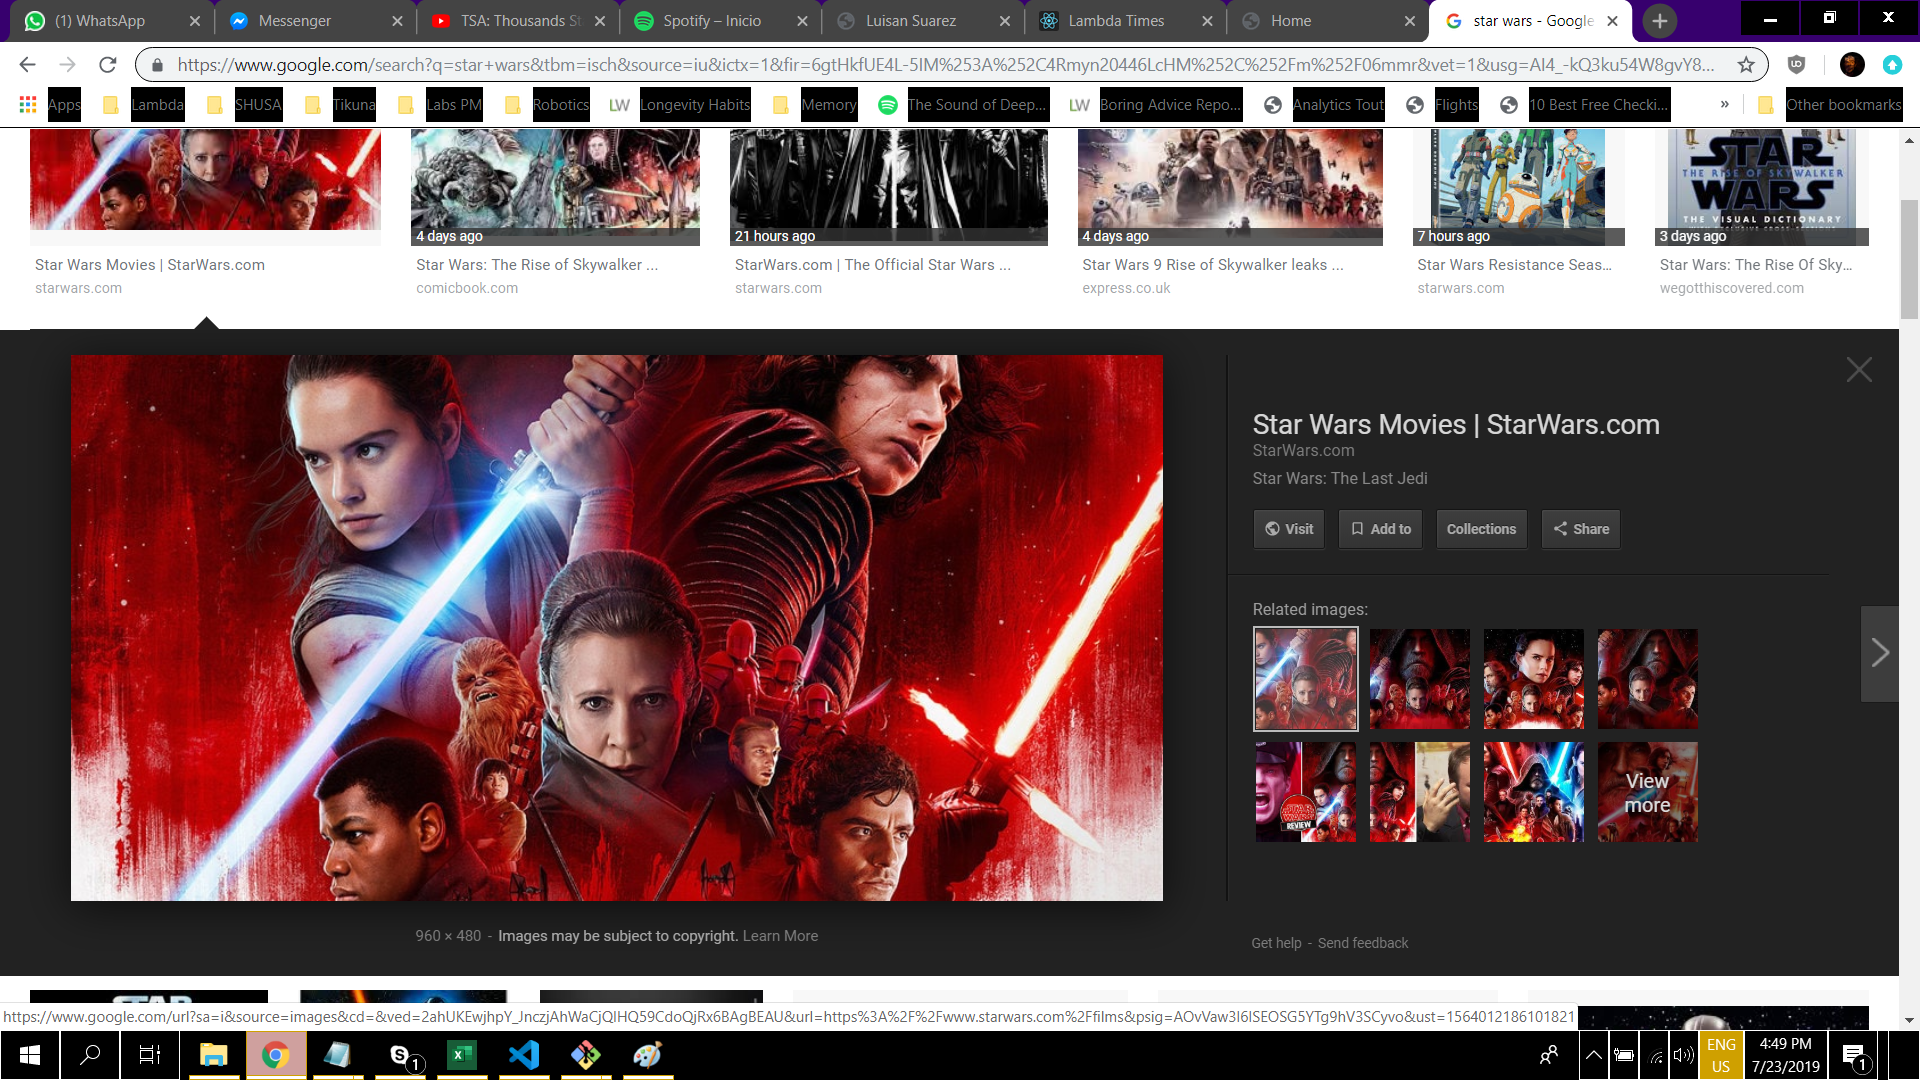 (1) WhatsApp
Messenger
TSA: Thousands St
Spotify – Inicio
Luisan Suarez
Lambda Times
Home
star wars - Google
https://www.google.com/search?q=star+wars&tbm=isch&source=iu&ictx=1&fir=6gtHkfUE4L-5IM%253A%252C4Rmyn20446LcHM%252C%252Fm%252F06mmr&vet=1&usg=AI4_-kQ3ku54W8gvY8...
Apps
Lambda
SHUSA
Tikuna
Labs PM
Robotics
LW Longevity Habits
Memory
The Sound of Deep...
LW Boring Advice Repo...
Analytics Tout
Flights
10 Best Free Checki...
»
Other bookmarks
STAR WARS
THE RISE OF SKYWALKER
THE VISUAL DICTIONARY
4 days ago
21 hours ago
4 days ago
7 hours ago
3 days ago
Star Wars Movies | StarWars.com
starwars.com
Star Wars: The Rise of Skywalker ...
comicbook.com
StarWars.com | The Official Star Wars ...
starwars.com
Star Wars 9 Rise of Skywalker leaks ...
express.co.uk
Star Wars Resistance Seas...
starwars.com
Star Wars: The Rise Of Sky...
wegotthiscovered.com
Star Wars Movies | StarWars.com
StarWars.com
Star Wars: The Last Jedi
Visit
Add to
Collections
Share
Related images:
STAR WARS
REVIEW
View
more
960 × 480 - Images may be subject to copyright. Learn More
Get help - Send feedback
https://www.google.com/url?sa=i&source=images&cd=&ved=2ahUKEwjhpY_JnczjAhWaCjQIHQ59CdoQjRx6BAgBEAU&url=https%3A%2F%2Fwww.starwars.com%2Ffilms&psig=AOvVaw3I6ISEOSG5YTg9hV3SCyvo&ust=1564012186101821
1
ENG
US
4:49 PM
7/23/2019
1